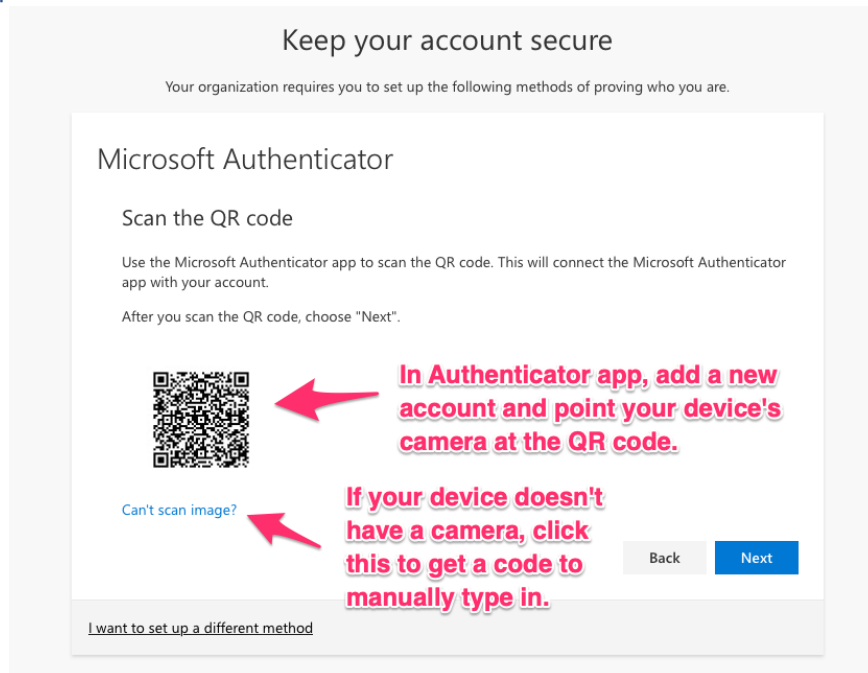 Keep your account secure
Your organization requires you to set up the following methods of proving who you are.
Microsoft Authenticator
Scan the QR code
Use the Microsoft Authenticator app to scan the QR code. This will connect the Microsoft Authenticator
app with your account.
After you scan the QR code, choose "Next".
In Authenticator app, add a new
account and point your device's
camera at the QR code.
Can't scan image?
If your device doesn't
have a camera, click
this to get a code to
manually type in.
Back
Next
I want to set up a different method